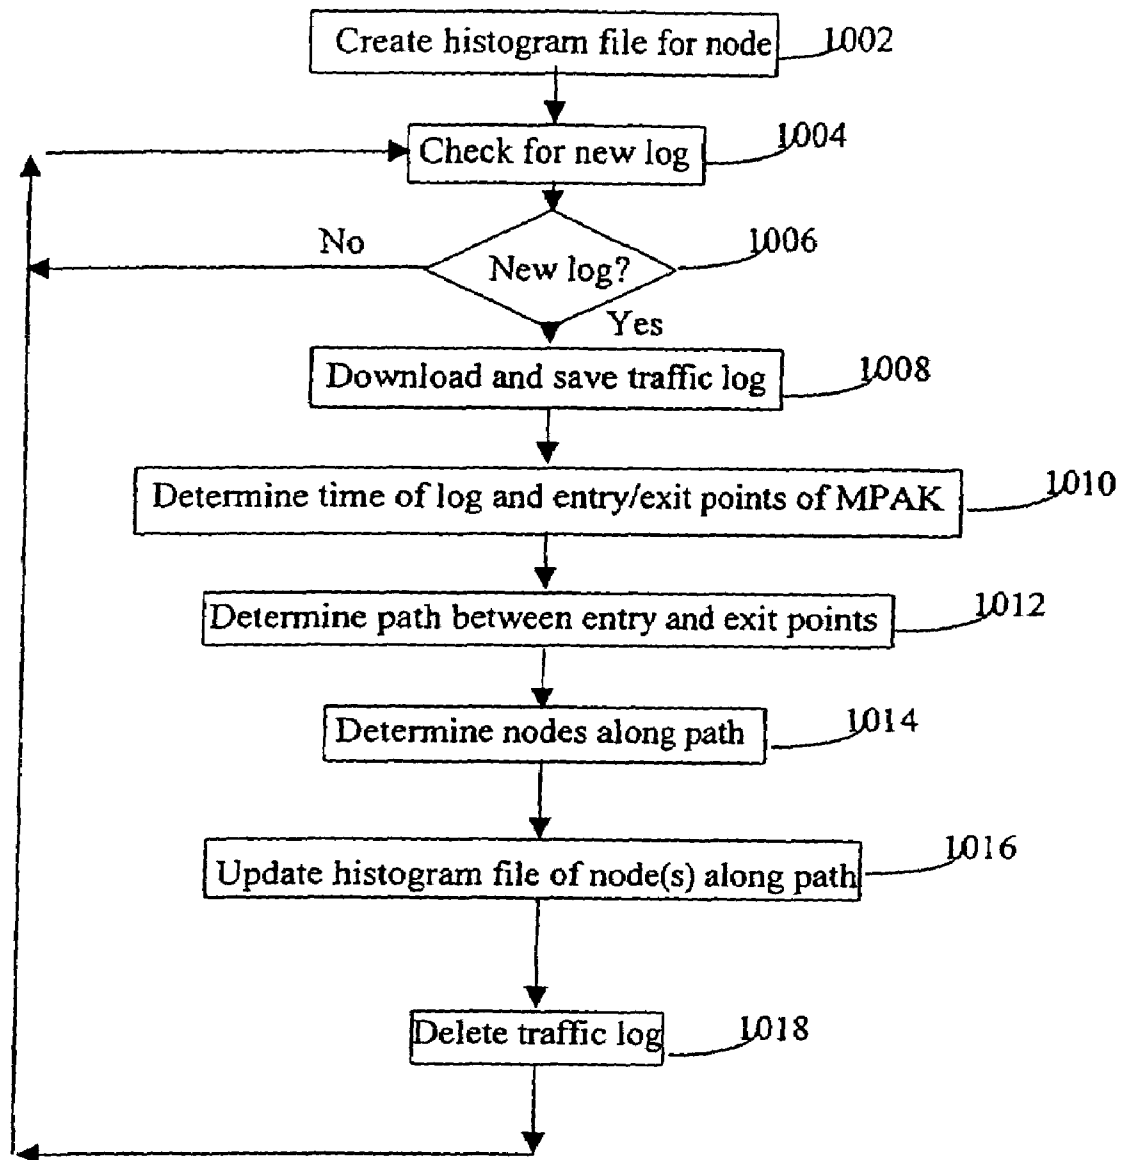 Create histogram file for node
1002
Check for new log
1004
No
New log?
1006
Yes
Download and save traffic log
1008
Determine time of log and entry/exit points of MPAK
1010
Determine path between entry and exit points
1012
Determine nodes along path
1014
Update histogram file of node(s) along path
1016
Delete traffic log
1018